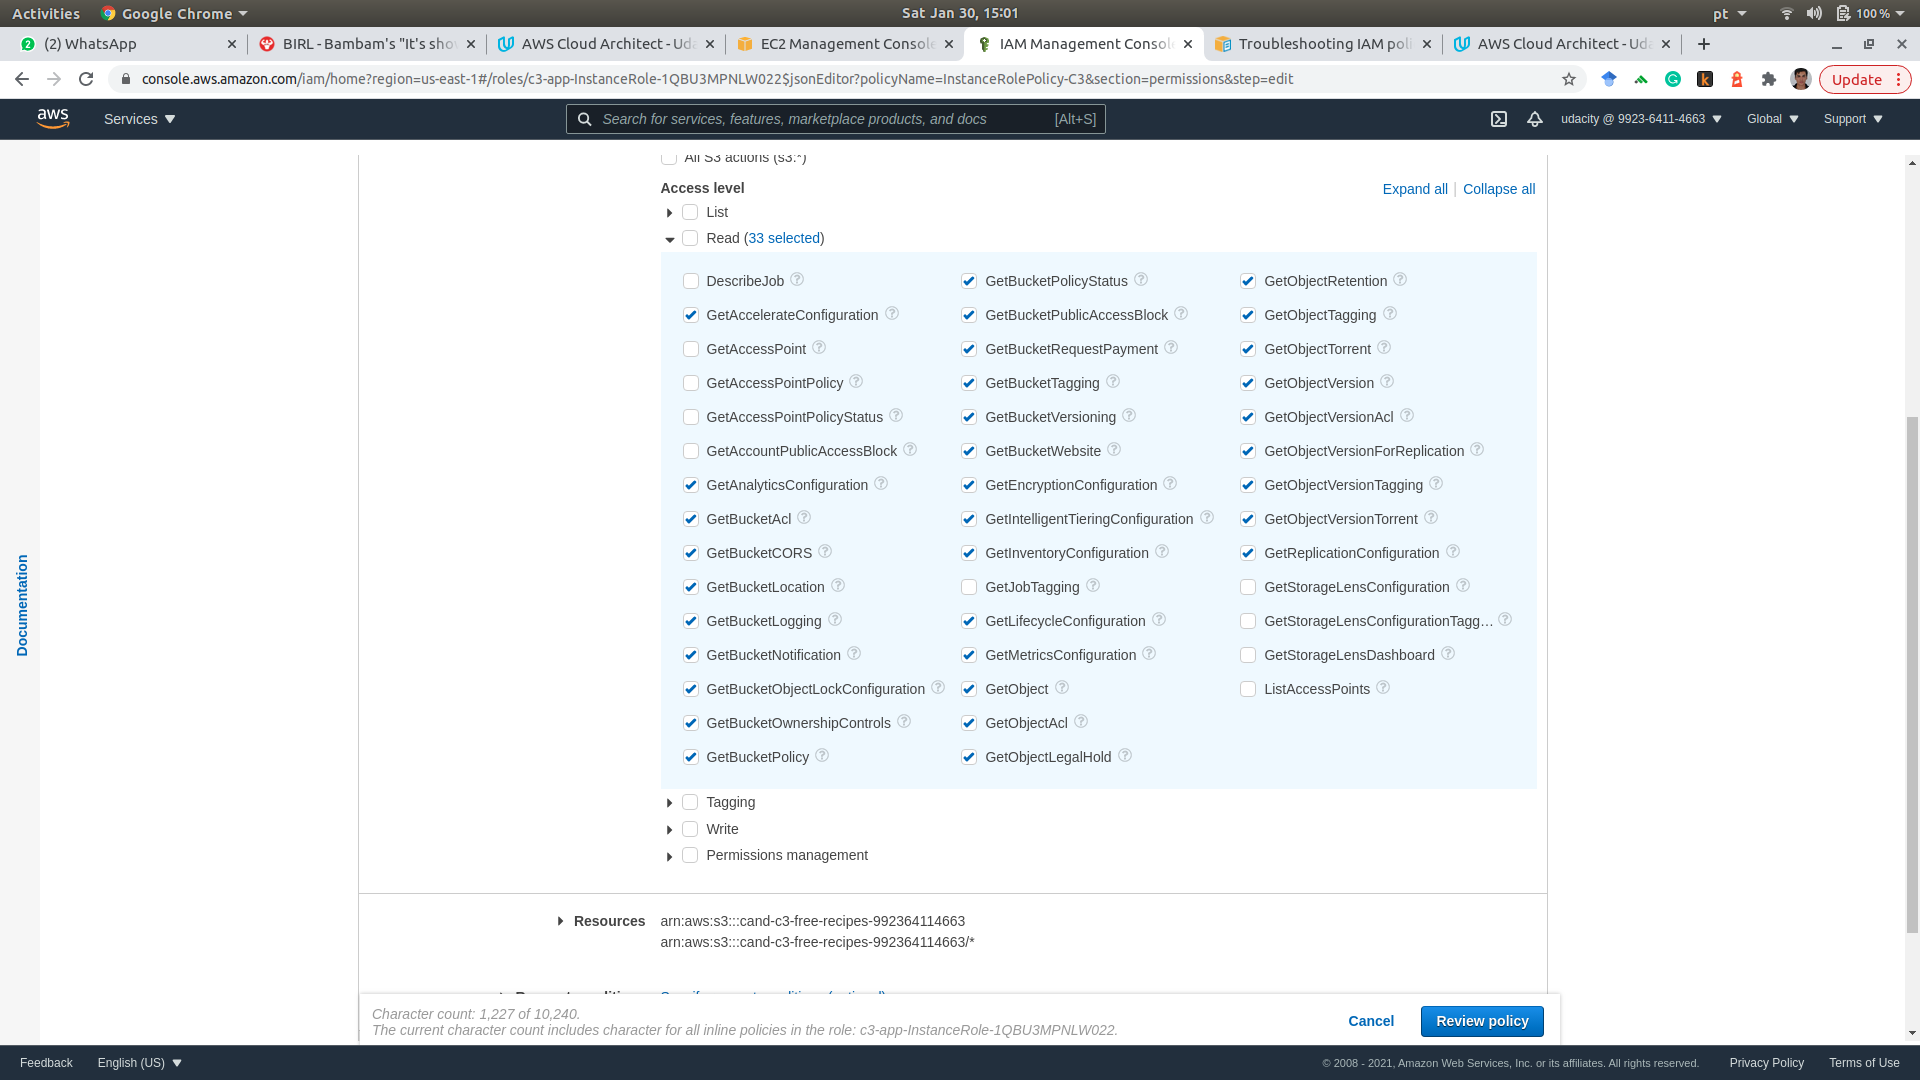 Activities Google Chrome Sat Jan 30, 15:01 pt 100 %
(2) WhatsApp BIRL - Bambam's "It's sho AWS Cloud Architect - Uda EC2 Management Console IAM Management Console Troubleshooting IAM poli AWS Cloud Architect - Uda
console.aws.amazon.com/iam/home?region=us-east-1#/roles/c3-app-InstanceRole-1QBU3MPNLW022$jsonEditor?policyName=InstanceRolePolicy-C3&section=permissions&step=edit Update
aws Services Search for services, features, marketplace products, and docs [Alt+S] udacity @ 9923-6411-4663 Global Support
All S3 actions (s3:*)
Access level Expand all | Collapse all
List
Read (33 selected)
DescribeJob GetBucketPolicyStatus GetObjectRetention
GetAccelerateConfiguration GetBucketPublicAccessBlock GetObjectTagging
GetAccessPoint GetBucketRequestPayment GetObjectTorrent
GetAccessPointPolicy GetBucketTagging GetObjectVersion
GetAccessPointPolicyStatus GetBucketVersioning GetObjectVersionAcl
GetAccountPublicAccessBlock GetBucketWebsite GetObjectVersionForReplication
GetAnalyticsConfiguration GetEncryptionConfiguration GetObjectVersionTagging
GetBucketAcl GetIntelligentTieringConfiguration GetObjectVersionTorrent
GetBucketCORS GetInventoryConfiguration GetReplicationConfiguration
GetBucketLocation GetJobTagging GetStorageLensConfiguration
GetBucketLogging GetLifecycleConfiguration GetStorageLensConfigurationTagg…
GetBucketNotification GetMetricsConfiguration GetStorageLensDashboard
GetBucketObjectLockConfiguration GetObject ListAccessPoints
GetBucketOwnershipControls GetObjectAcl
GetBucketPolicy GetObjectLegalHold
Documentation
Tagging
Write
Permissions management
Resources arn:aws:s3:::cand-c3-free-recipes-992364114663
arn:aws:s3:::cand-c3-free-recipes-992364114663/*
Character count: 1,227 of 10,240.
The current character count includes character for all inline policies in the role: c3-app-InstanceRole-1QBU3MPNLW022.
Cancel Review policy
Feedback English (US) © 2008 - 2021, Amazon Web Services, Inc. or its affiliates. All rights reserved. Privacy Policy Terms of Use